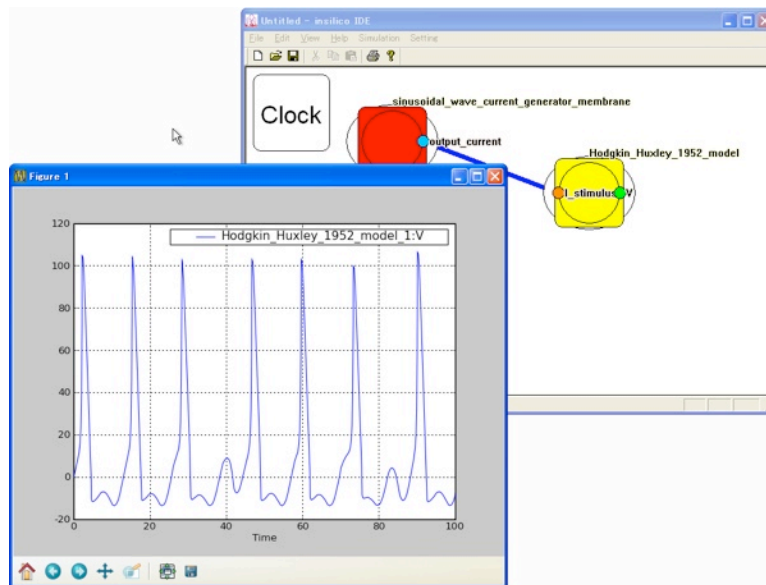 Untitled - insilico IDE
File Edit View Help Simulation Setting
Clock
sinusoidal_wave_current_generator_membrane
output_current
Hodgkin_Huxley_1952_model
I_stimulus
V
Figure 1
Hodgkin_Huxley_1952_model_1:V
120
100
80
60
40
20
0
-20
0 20 40 60 80 100
Time